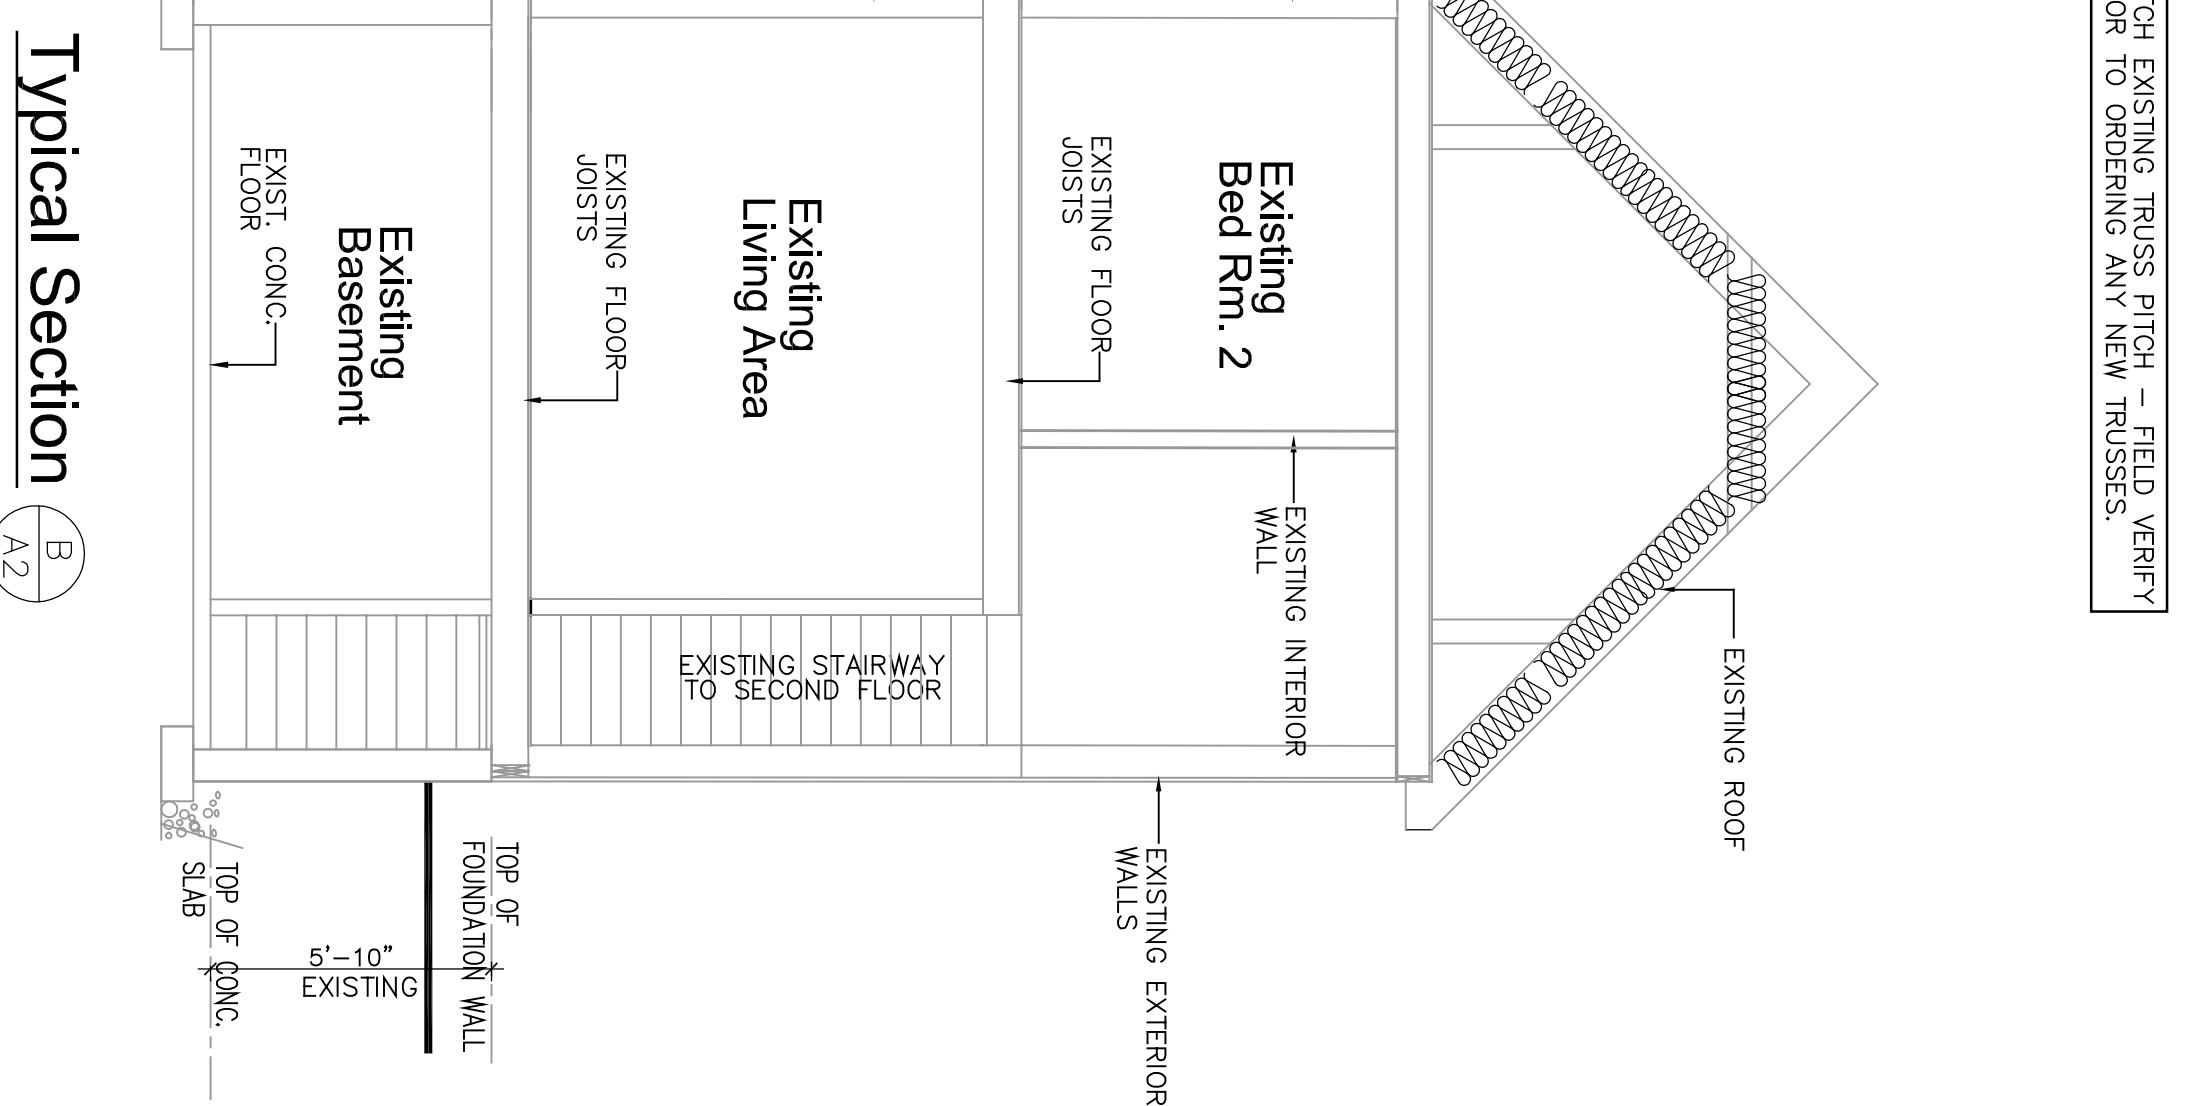 TCH EXISTING TRUSS PITCH – FIELD VERIFY
OR TO ORDERING ANY NEW TRUSSES.
EXISTING ROOF
Existing
Bed Rm. 2
EXISTING INTERIOR
WALL
EXISTING FLOOR
JOISTS
EXISTING EXTERIOR
WALLS
Existing
Living Area
EXISTING STAIRWAY
TO SECOND FLOOR
EXISTING FLOOR
JOISTS
TOP OF
FOUNDATION WALL
Existing
Basement
5'–10"
EXISTING
EXIST. CONC.
FLOOR
TOP OF CONC.
SLAB
Typical Section
B
A2